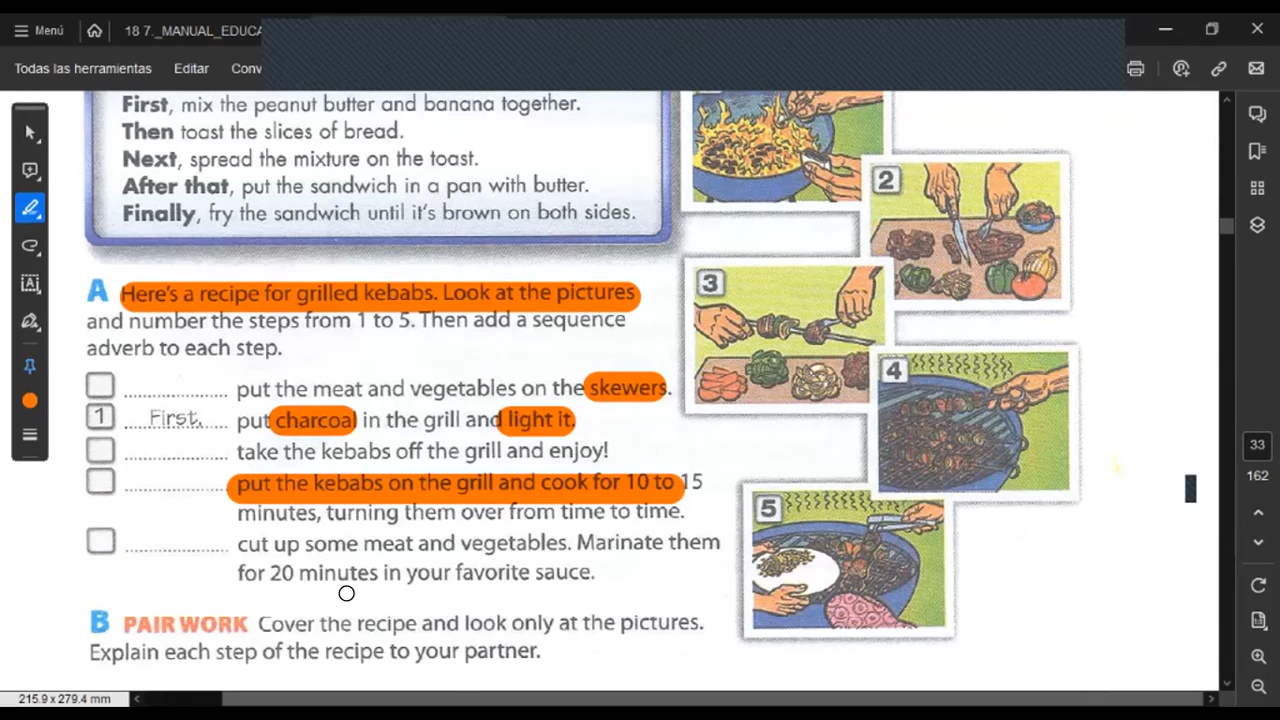 Menú
18 7._MANUAL_EDUCA
Todas las herramientas
Editar
Conv
First, mix the peanut butter and banana together.
Then toast the slices of bread.
Next, spread the mixture on the toast.
After that, put the sandwich in a pan with butter.
Finally, fry the sandwich until it's brown on both sides.
2
3
4
5
A Here's a recipe for grilled kebabs. Look at the pictures
and number the steps from 1 to 5. Then add a sequence
adverb to each step.
put the meat and vegetables on the skewers.
1 First, put charcoal in the grill and light it.
take the kebabs off the grill and enjoy!
put the kebabs on the grill and cook for 10 to 15
minutes, turning them over from time to time.
cut up some meat and vegetables. Marinate them
for 20 minutes in your favorite sauce.
B PAIR WORK Cover the recipe and look only at the pictures.
Explain each step of the recipe to your partner.
33
162
215.9 x 279.4 mm